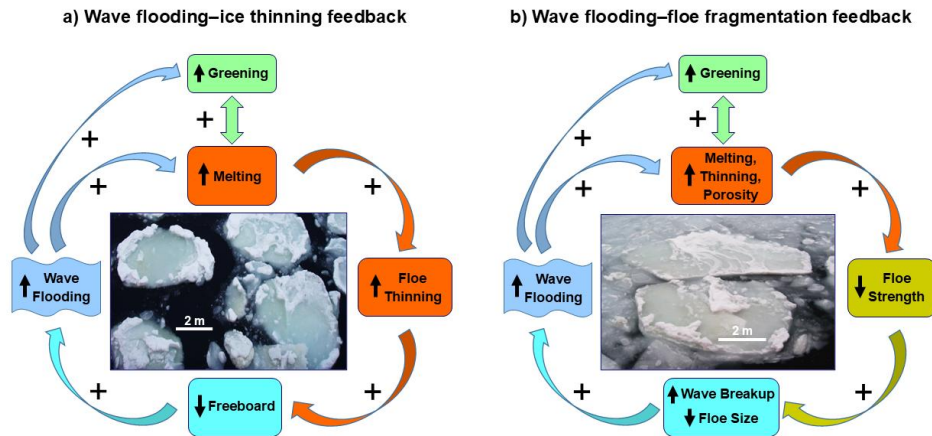 a) Wave flooding–ice thinning feedback
↑ Greening
+
+
+
↑ Melting
+
↑ Wave
Flooding
↑ Floe
Thinning
2 m
+
+
↓ Freeboard
b) Wave flooding–floe fragmentation feedback
↑ Greening
+
+
+
↑ Melting,
Thinning,
Porosity
+
↑ Wave
Flooding
↓ Floe
Strength
2 m
+
+
↑ Wave Breakup
↓ Floe Size